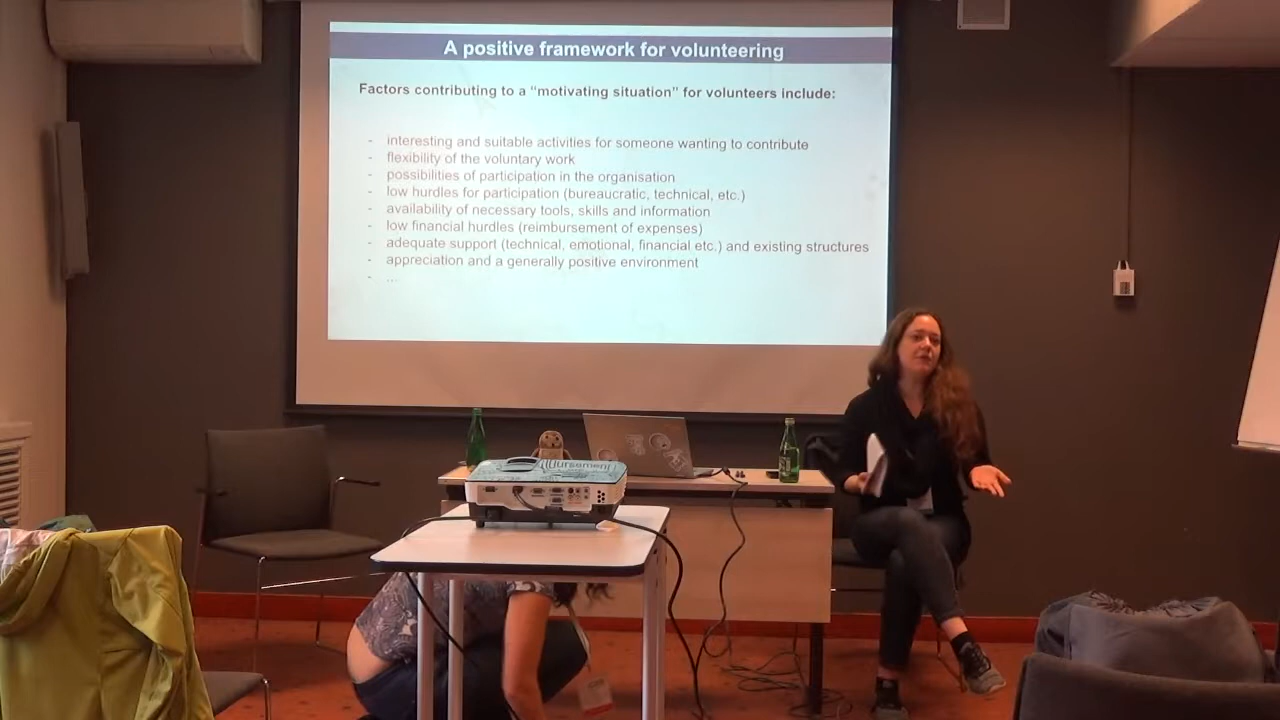 A positive framework for volunteering
Factors contributing to a “motivating situation” for volunteers include:
- interesting and suitable activities for someone wanting to contribute
- flexibility of the voluntary work
- possibilities of participation in the organisation
- low hurdles for participation (bureaucratic, technical, etc.)
- availability of necessary tools, skills and information
- low financial hurdles (reimbursement of expenses)
- adequate support (technical, emotional, financial etc.) and existing structures
- appreciation and a generally positive environment
- ...